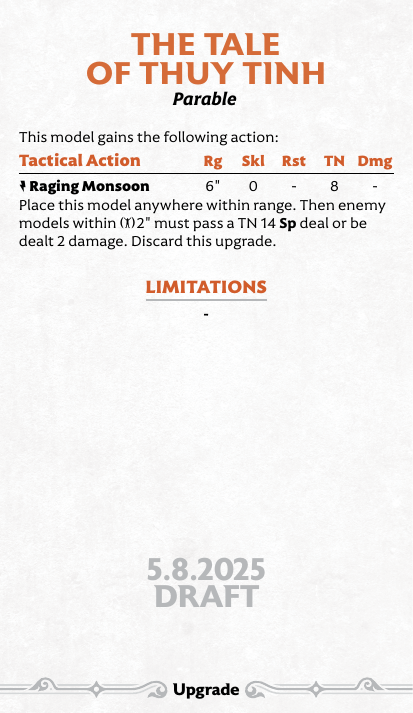 THE TALE
OF THUY TINH
Parable
This model gains the following action:
Tactical Action Rg Skl Rst TN Dmg
Raging Monsoon 6" 0 - 8 -
Place this model anywhere within range. Then enemy
models within 2" must pass a TN 14 Sp deal or be
dealt 2 damage. Discard this upgrade.
LIMITATIONS
-
5.8.2025
DRAFT
Upgrade